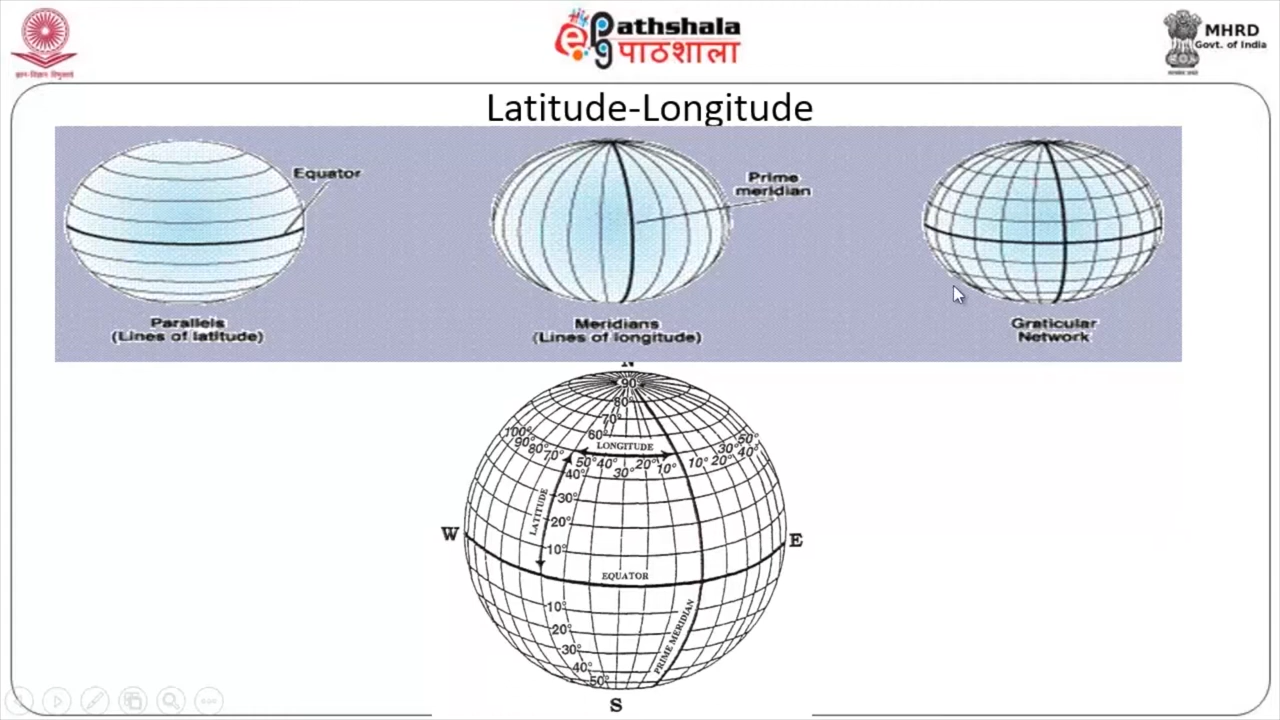 ePG Pathshala
पाठशाला
MHRD
Govt. of India
Latitude-Longitude
Equator
Prime
meridian
Parallels
(Lines of latitude)
Meridians
(Lines of longitude)
Graticular
Network
N
90°
80°
70°
60°
LONGITUDE
100°
90°
80°
70°
50° 40° 30° 20° 10°
10° 20° 30° 40° 50°
40°
30°
LATITUDE
20°
10°
W
E
EQUATOR
10°
20°
30°
40°
50°
PRIME MERIDIAN
S